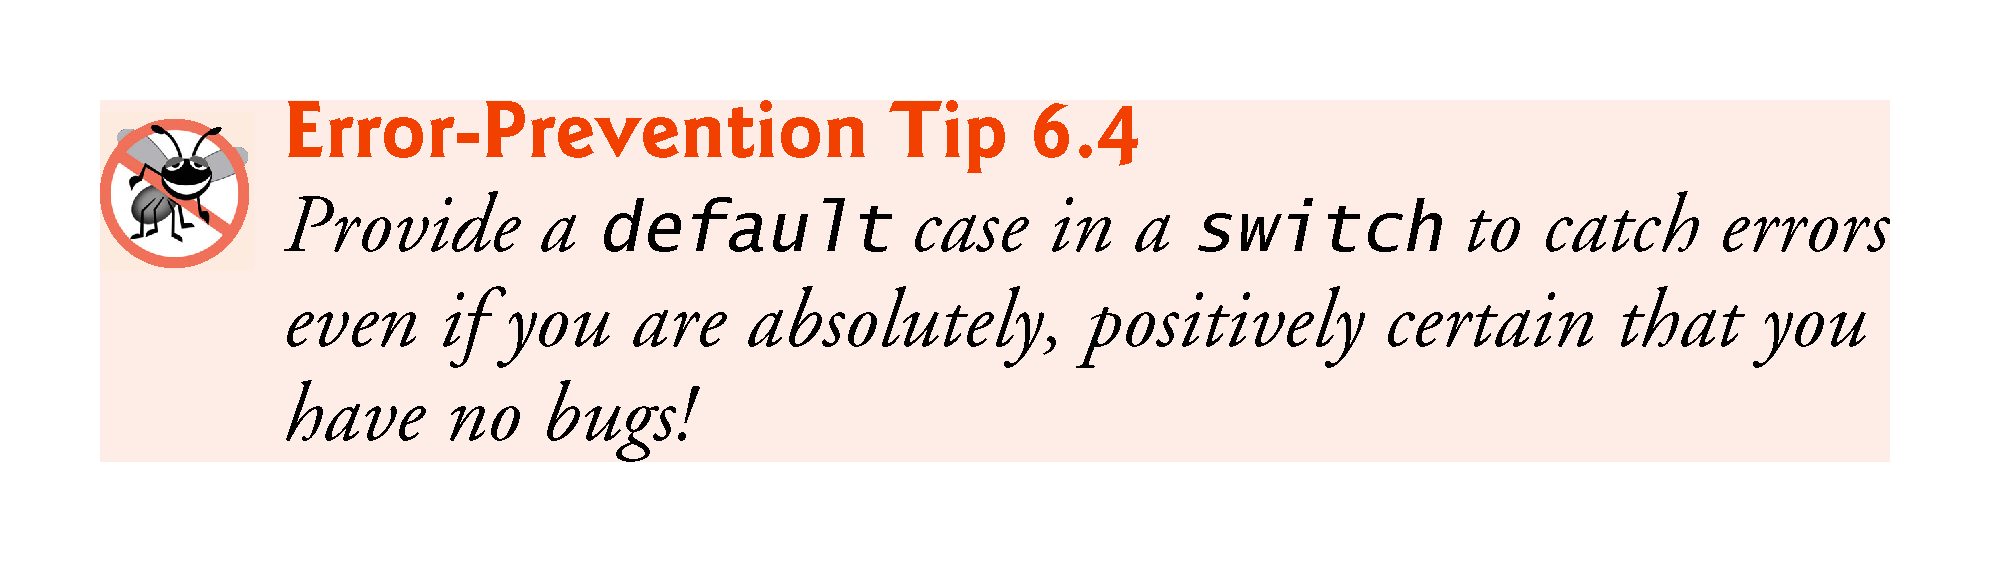 Error-Prevention Tip 6.4
Provide a default case in a switch to catch errors
even if you are absolutely, positively certain that you
have no bugs!